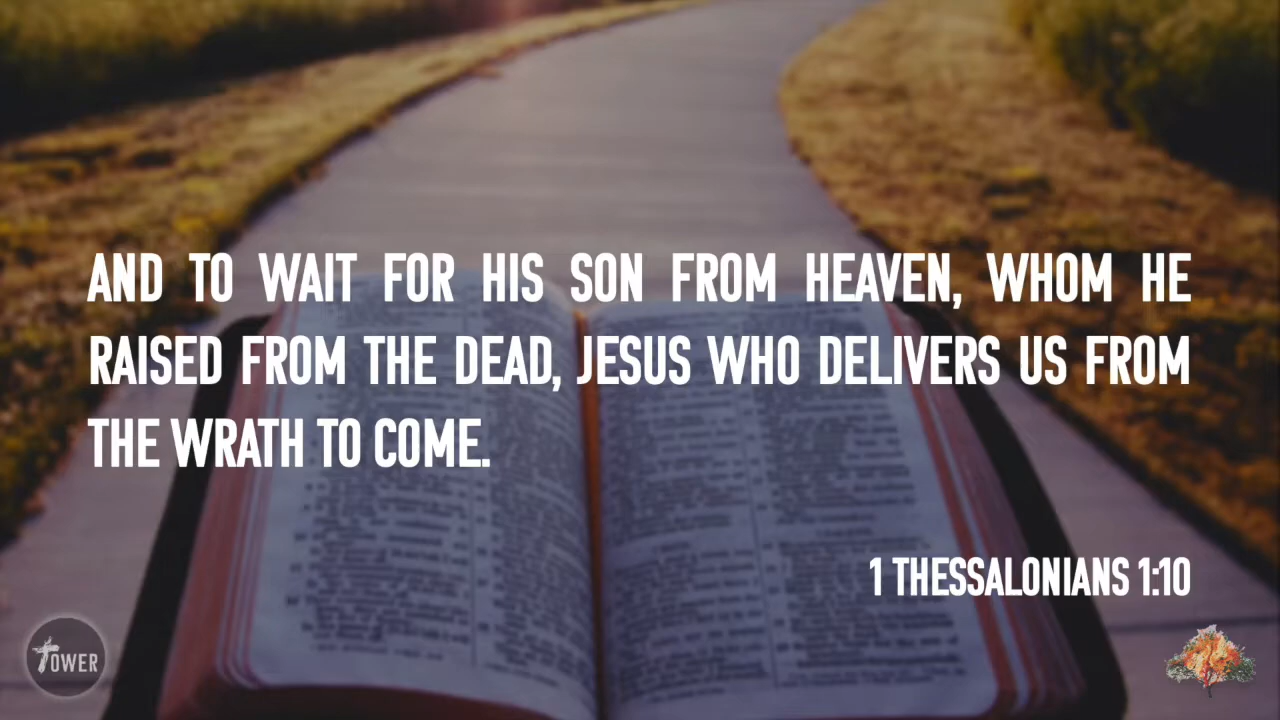 AND TO WAIT FOR HIS SON FROM HEAVEN, WHOM HE
RAISED FROM THE DEAD, JESUS WHO DELIVERS US FROM
THE WRATH TO COME.
1 THESSALONIANS 1:10
TOWER